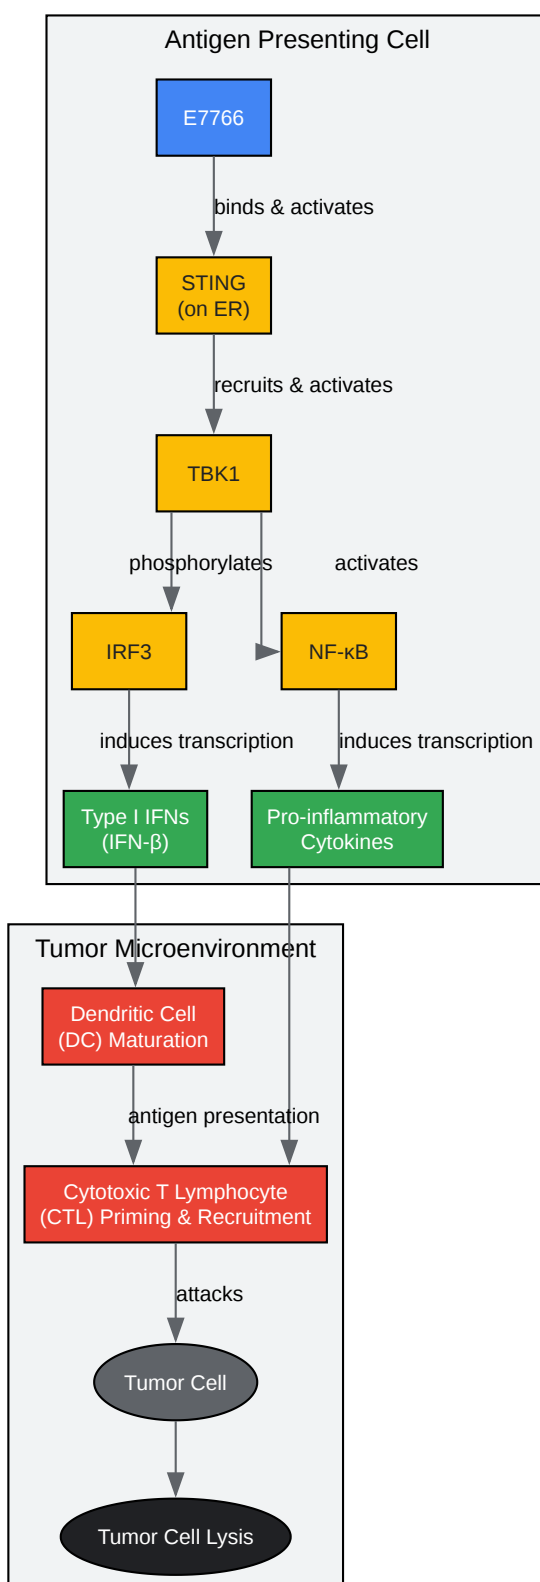 Antigen Presenting Cell
E7766
binds & activates
STING
(on ER)
recruits & activates
TBK1
phosphorylates
activates
IRF3
NF-κB
induces transcription
induces transcription
Type I IFNs
(IFN-β)
Pro-inflammatory
Cytokines
Tumor Microenvironment
Dendritic Cell
(DC) Maturation
antigen presentation
Cytotoxic T Lymphocyte
(CTL) Priming & Recruitment
attacks
Tumor Cell
Tumor Cell Lysis